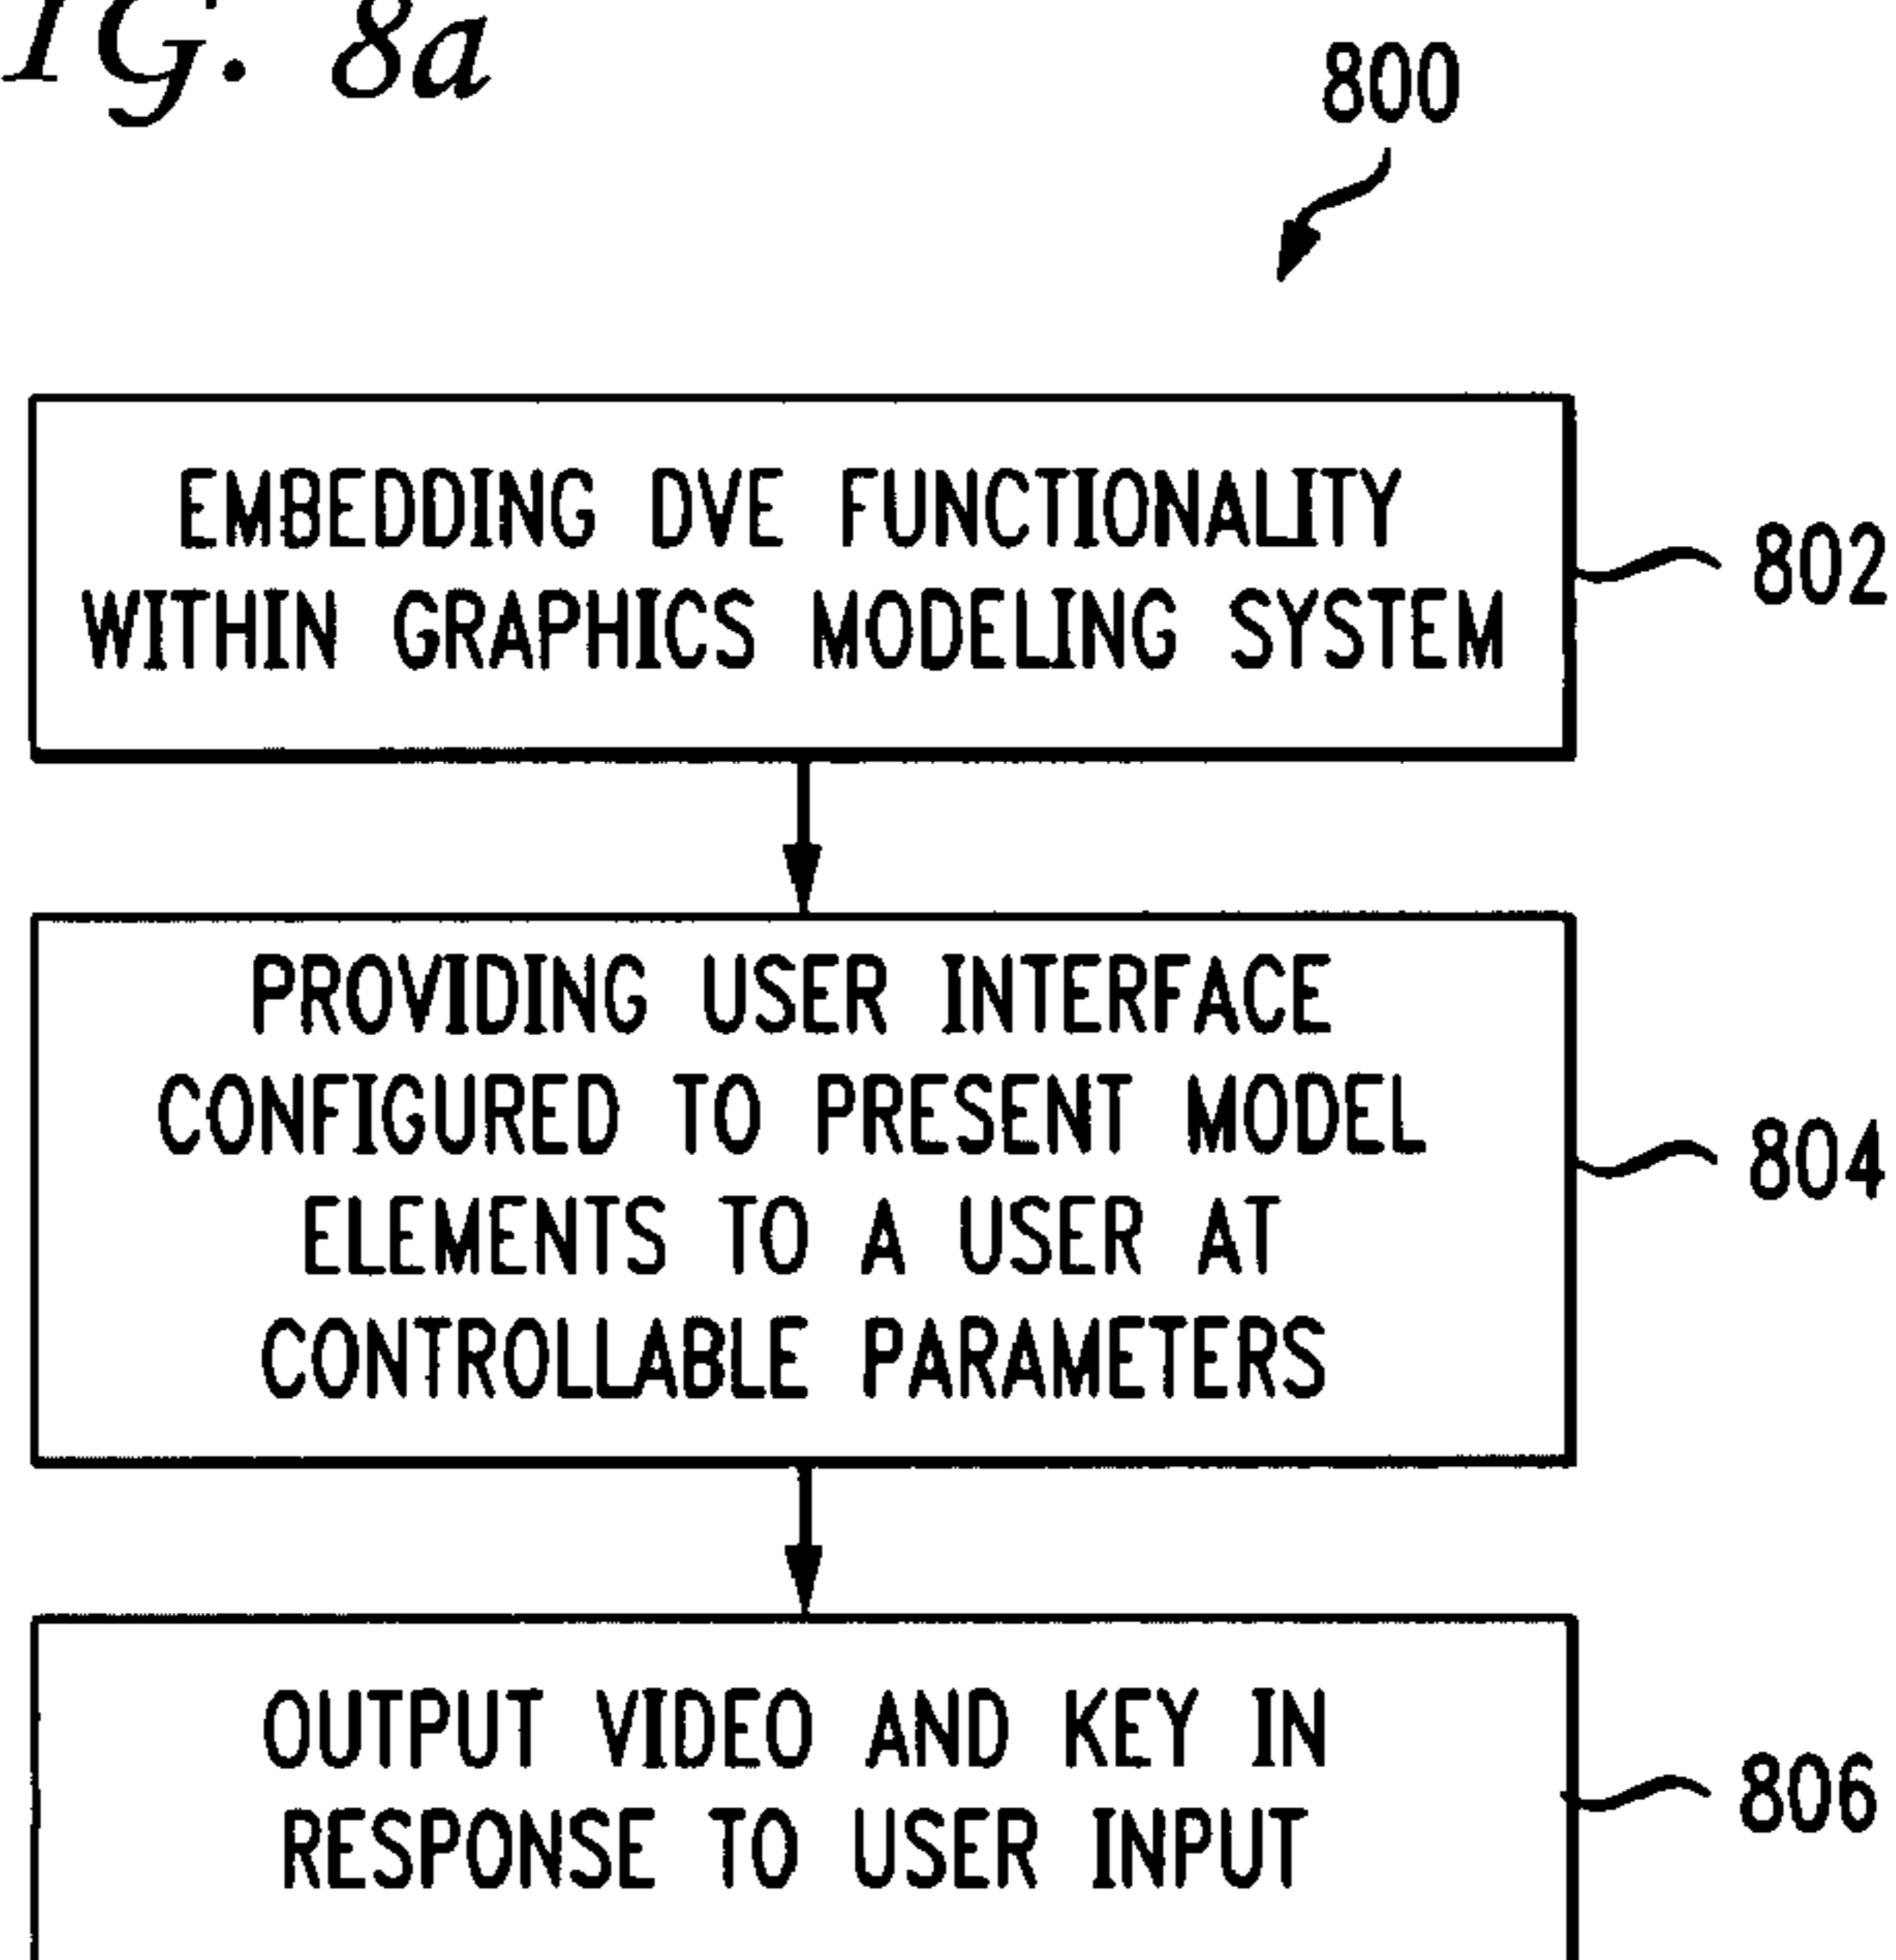 IG. 8a
800
EMBEDDING DVE FUNCTIONALITY
WITHIN GRAPHICS MODELING SYSTEM
802
PROVIDING USER INTERFACE
CONFIGURED TO PRESENT MODEL
ELEMENTS TO A USER AT
CONTROLLABLE PARAMETERS
804
OUTPUT VIDEO AND KEY IN
RESPONSE TO USER INPUT
806